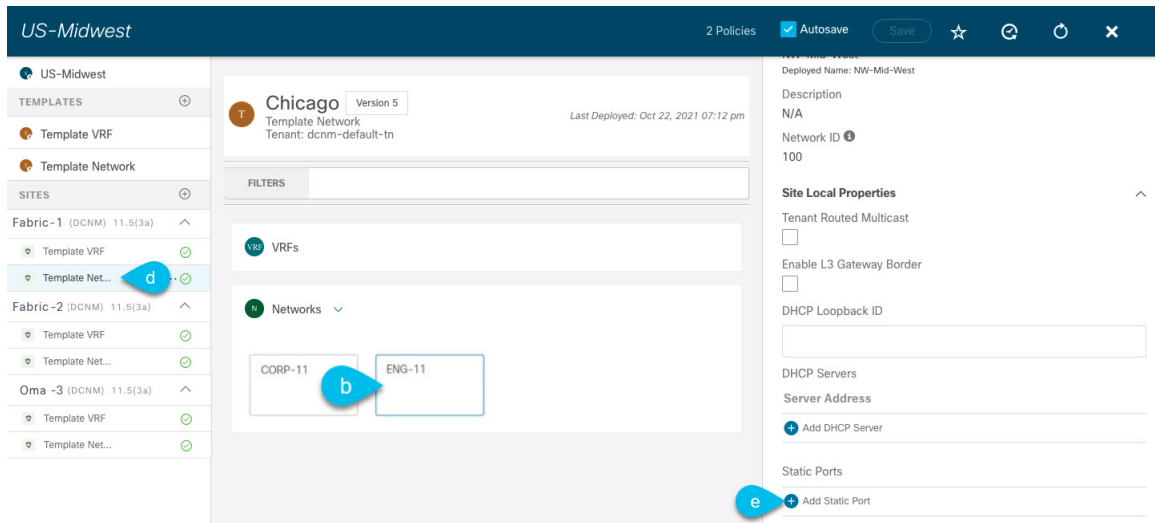 US-Midwest
2 Policies
Autosave
Save
US-Midwest
TEMPLATES
Template VRF
Template Network
SITES
Fabric-1 (DCNM) 11.5(3a)
Template VRF
Template Net...
d
Fabric-2 (DCNM) 11.5(3a)
Template VRF
Template Net...
Oma -3 (DCNM) 11.5(3a)
Template VRF
Template Net...
T
Chicago
Version 5
Template Network
Tenant: dcnm-default-tn
Last Deployed: Oct 22, 2021 07:12 pm
FILTERS
VRF VRFs
N Networks
CORP-11
b
ENG-11
NW-Mid-West
Deployed Name: NW-Mid-West
Description
N/A
Network ID
100
Site Local Properties
Tenant Routed Multicast
Enable L3 Gateway Border
DHCP Loopback ID
DHCP Servers
Server Address
Add DHCP Server
Static Ports
e
Add Static Port